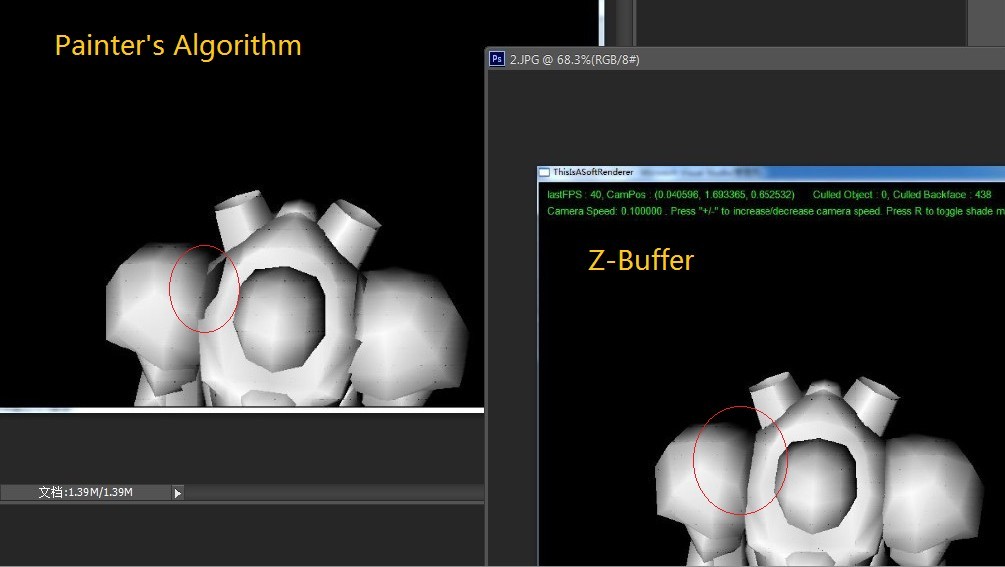 Painter's Algorithm
Ps 2.JPG @ 68.3%(RGB/8#)
ThisIsASoftRenderer
lastFPS : 40, CamPos : (0.040596, 1.693365, 0.652532) Culled Object : 0, Culled Backface : 438
Camera Speed: 0.100000 . Press "+/-" to increase/decrease camera speed. Press R to toggle shade m
Z-Buffer
文档:1.39M/1.39M